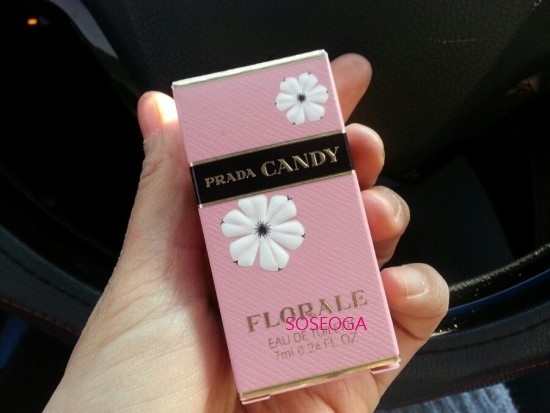 PRADA CANDY
FLORALE
SOSEOGA
EAU DE TOILETTE
7ml 0.24 FL.OZ